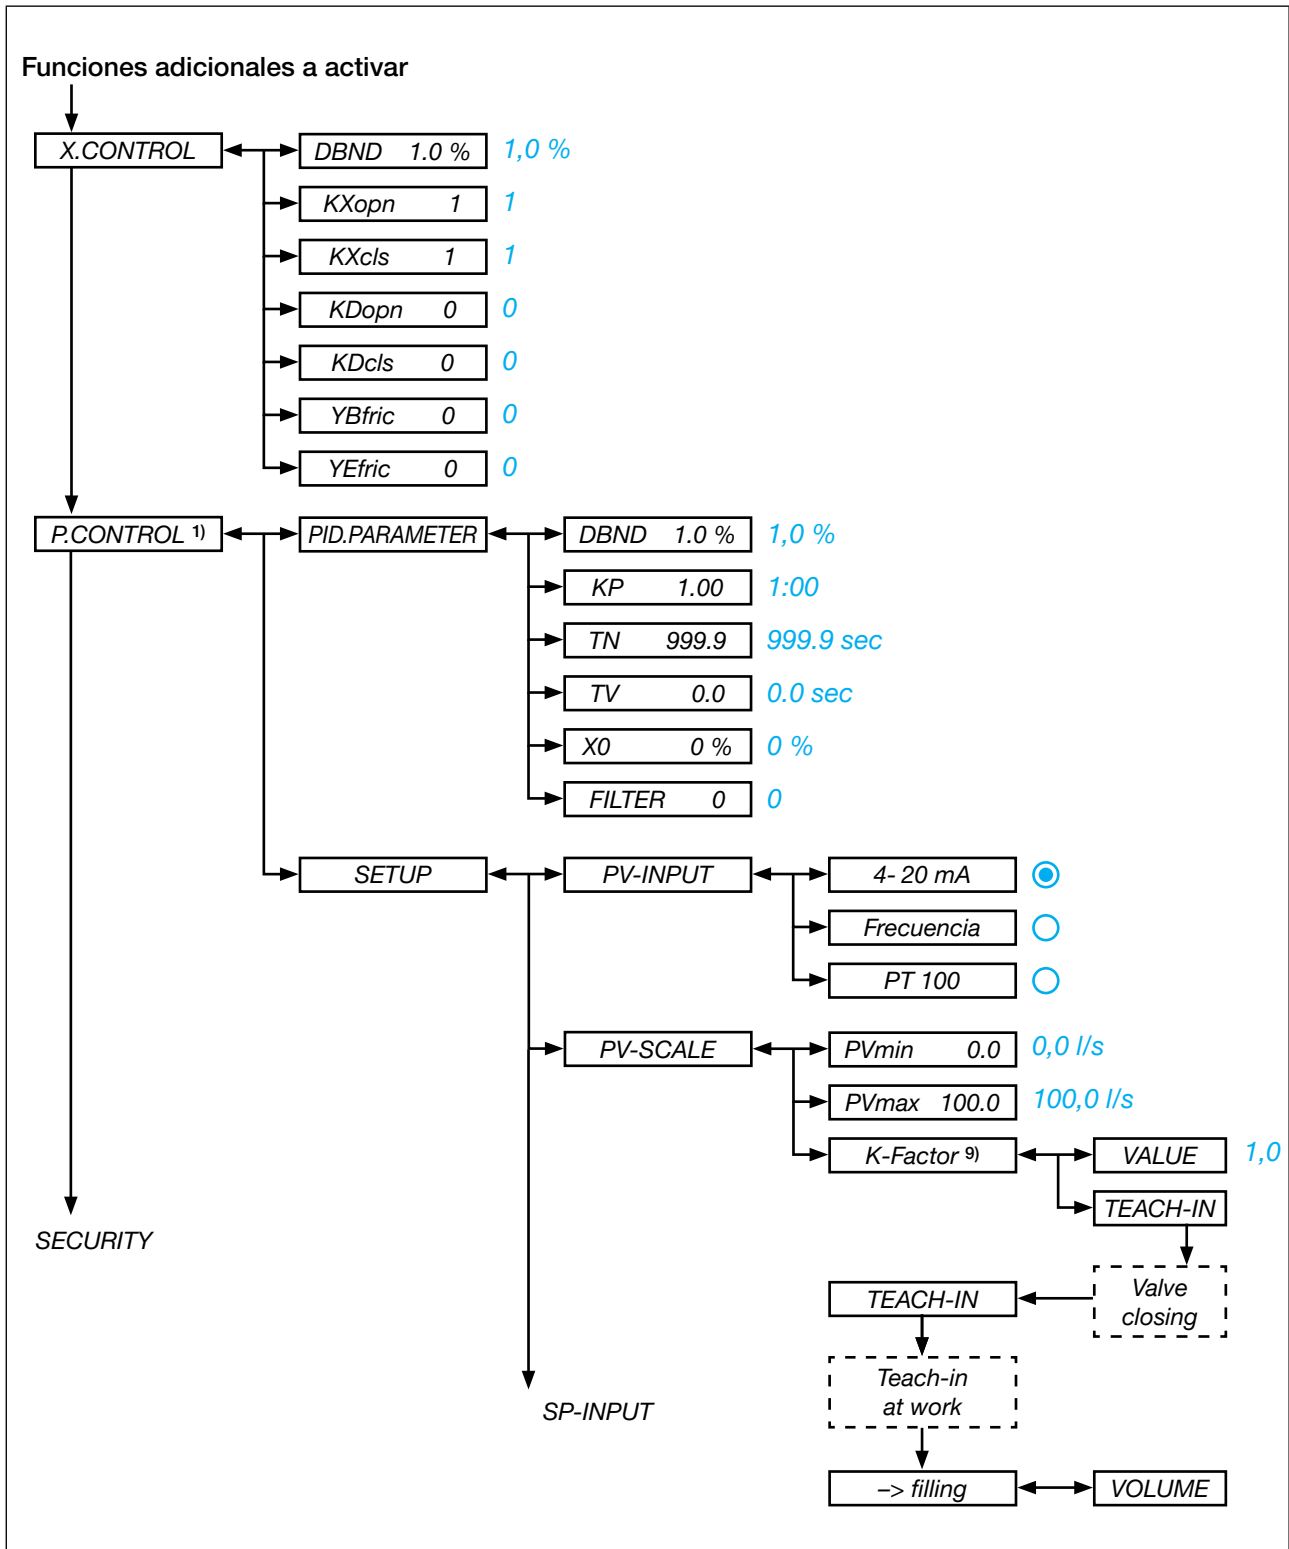 Funciones adicionales a activar
X.CONTROL
DBND 1.0 % 1,0 %
KXopn 1 1
KXcls 1 1
KDopn 0 0
KDcls 0 0
YBfric 0 0
YEfric 0 0
P.CONTROL 1)
PID.PARAMETER
DBND 1.0 % 1,0 %
KP 1.00 1:00
TN 999.9 999.9 sec
TV 0.0 0.0 sec
X0 0 % 0 %
FILTER 0 0
SETUP
PV-INPUT
4- 20 mA
Frecuencia
PT 100
PV-SCALE
PVmin 0.0 0,0 l/s
PVmax 100.0 100,0 l/s
K-Factor 9)
VALUE 1,0
TEACH-IN
SECURITY
Valve
closing
TEACH-IN
Teach-in
at work
SP-INPUT
–> filling
VOLUME